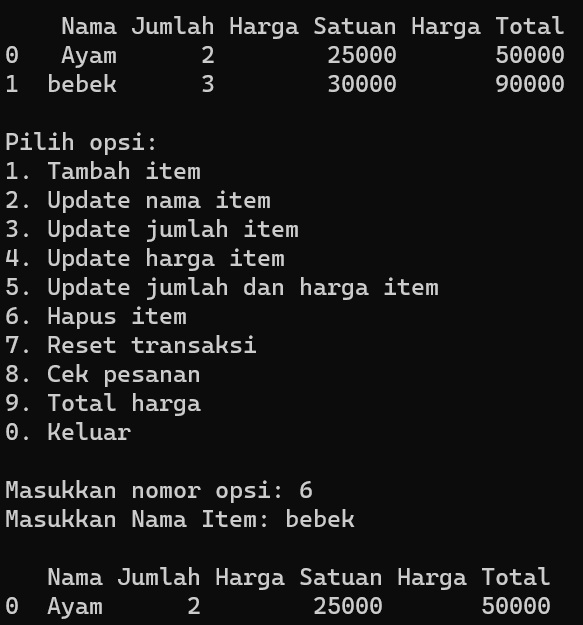 Nama Jumlah Harga Satuan Harga Total
0 Ayam 2 25000 50000
1 bebek 3 30000 90000
Pilih opsi:
1. Tambah item
2. Update nama item
3. Update jumlah item
4. Update harga item
5. Update jumlah dan harga item
6. Hapus item
7. Reset transaksi
8. Cek pesanan
9. Total harga
0. Keluar
Masukkan nomor opsi: 6
Masukkan Nama Item: bebek
Nama Jumlah Harga Satuan Harga Total
0 Ayam 2 25000 50000